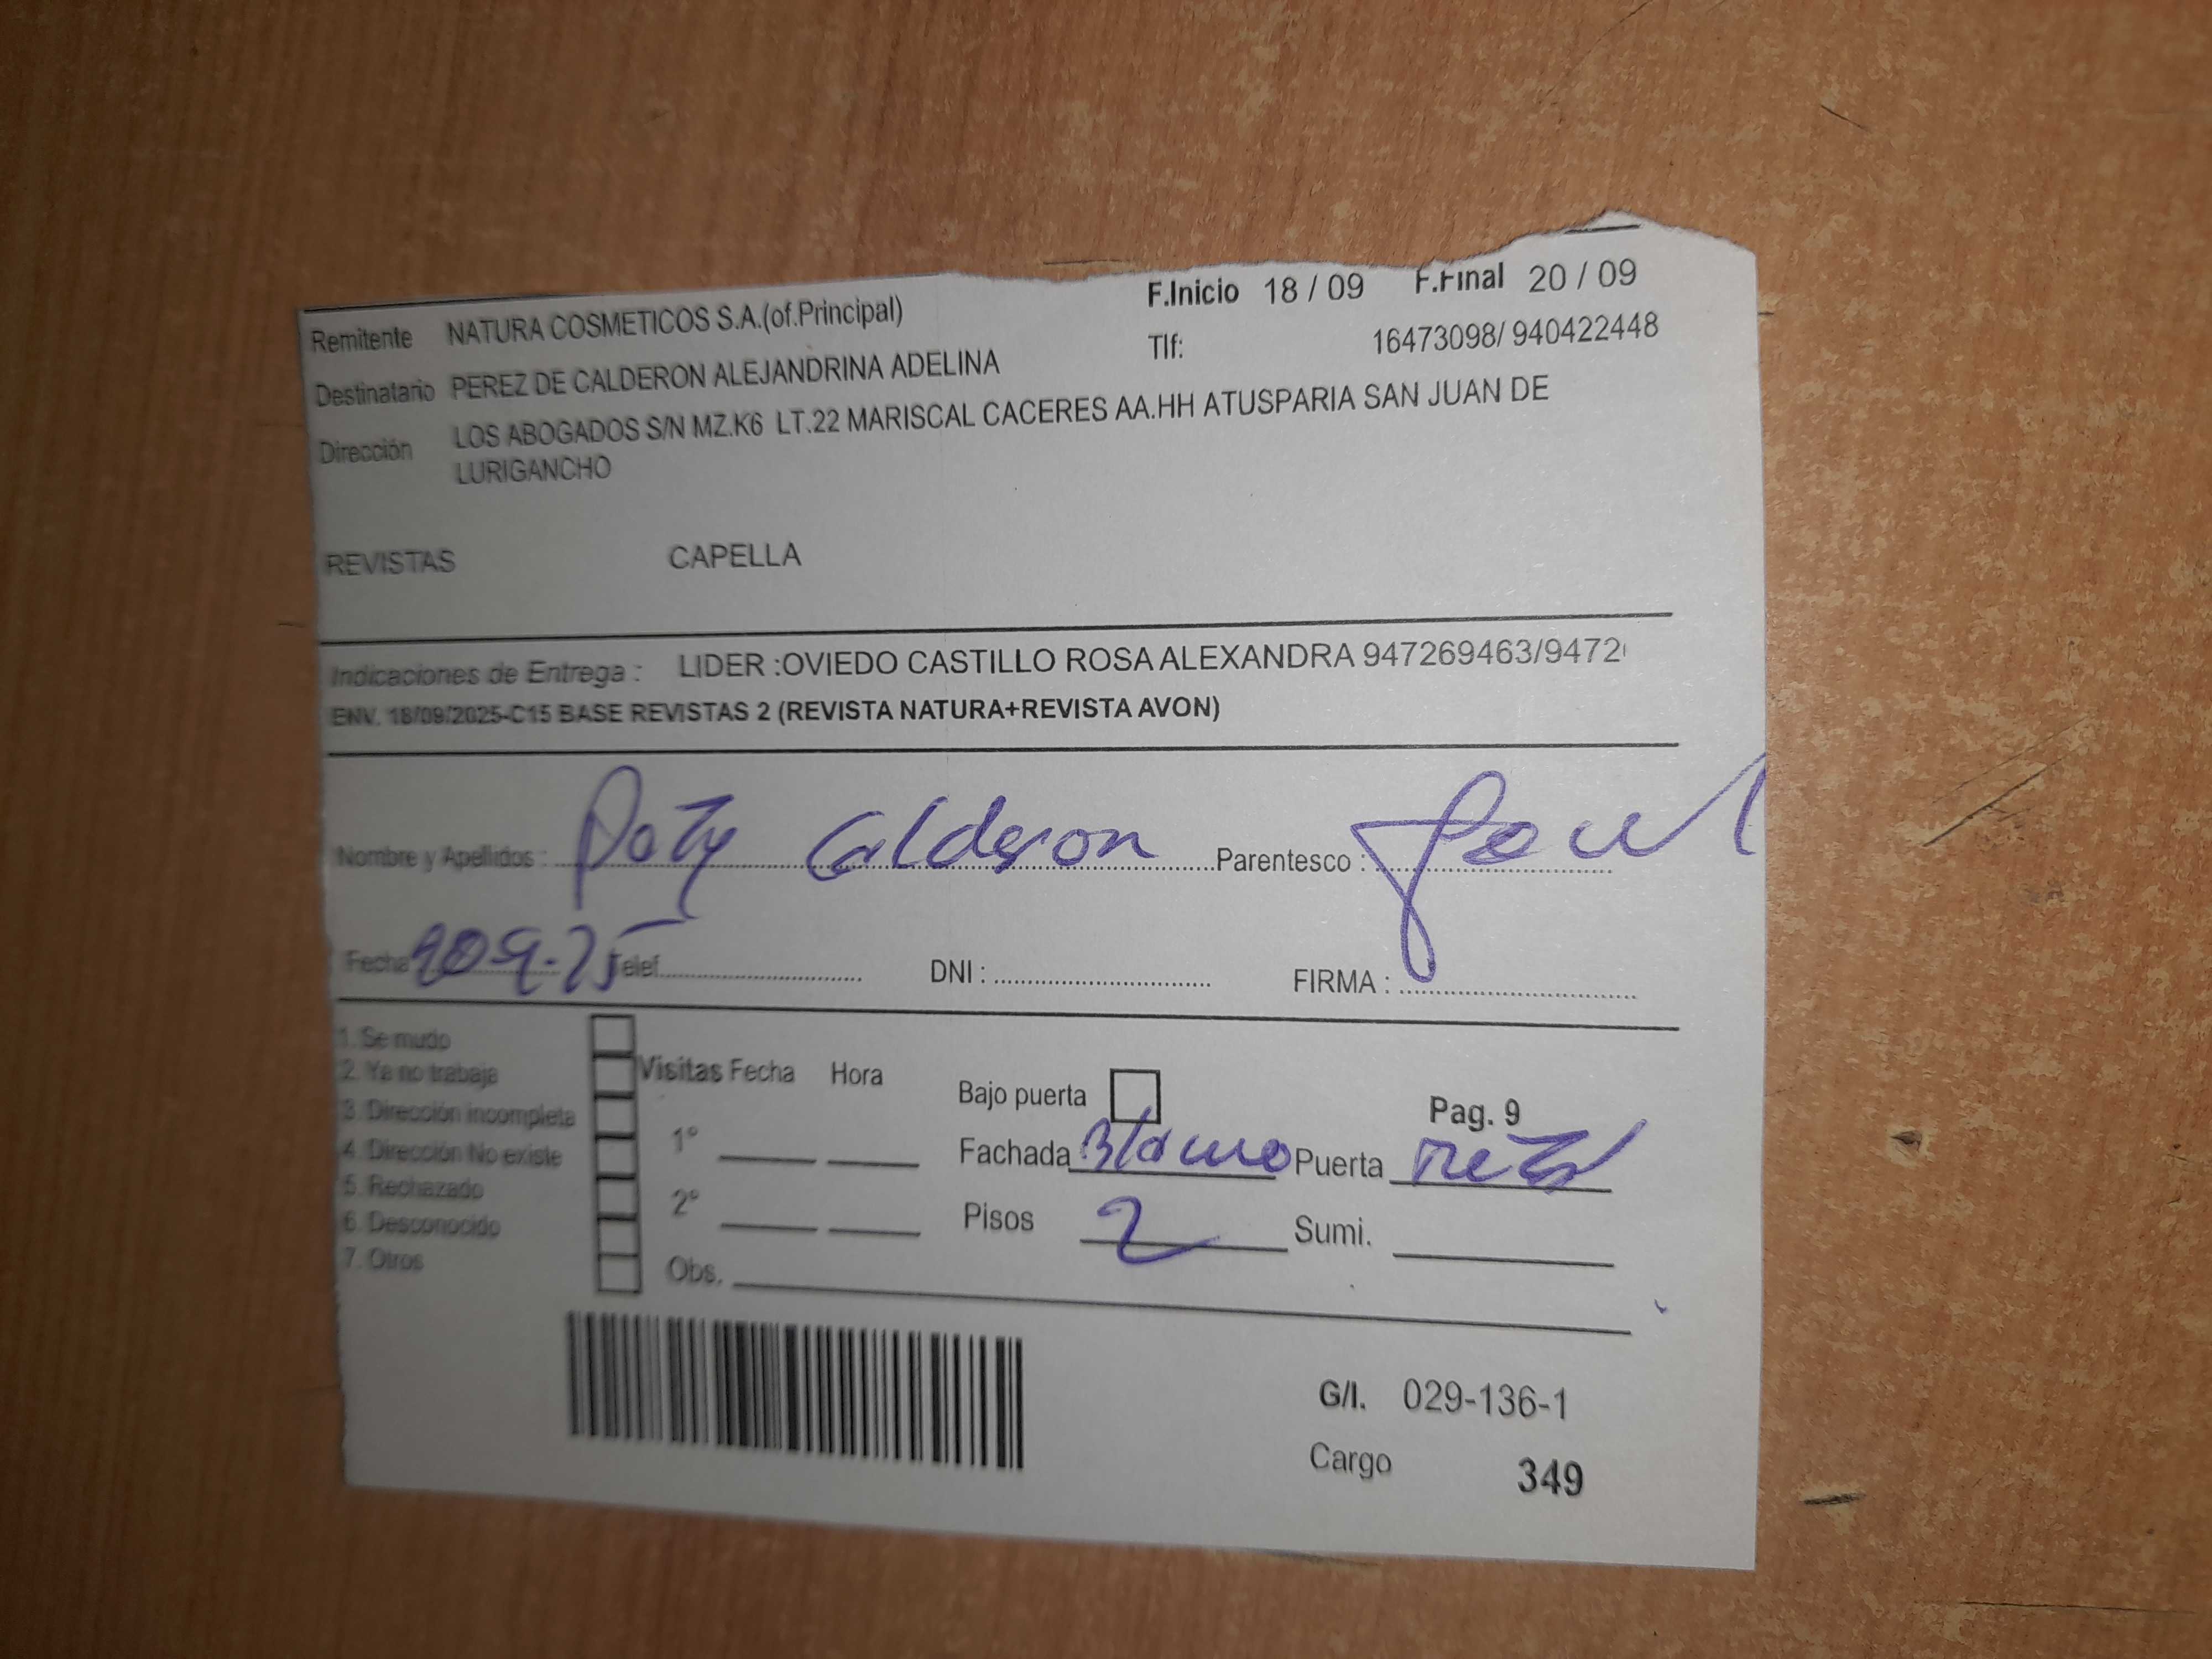 F.Inicio 18 / 09 F.Final 20 / 09
Remitente NATURA COSMETICOS S.A.(of.Principal)
Tlf: 16473098/ 940422448
Destinatario PEREZ DE CALDERON ALEJANDRINA ADELINA
Dirección LOS ABOGADOS S/N MZ.K6 LT.22 MARISCAL CACERES AA.HH ATUSPARIA SAN JUAN DE
LURIGANCHO
REVISTAS CAPELLA
Indicaciones de Entrega : LIDER :OVIEDO CASTILLO ROSA ALEXANDRA 947269463/9472
ENV. 18/09/2025-C15 BASE REVISTAS 2 (REVISTA NATURA+REVISTA AVON)
Nombre y Apellidos : Paty Calderon Parentesco :
Fecha Telef. DNI : FIRMA :
1. Se mudo
2. Ya no trabaja
3. Dirección incompleta
4. Dirección No existe
5. Rechazado
6. Desconocido
7. Otros
Visitas Fecha Hora
1°
2°
Obs.
Bajo puerta
Pag. 9
Fachada Blanco Puerta
Pisos 2 Sumi.
G/I. 029-136-1
Cargo 349